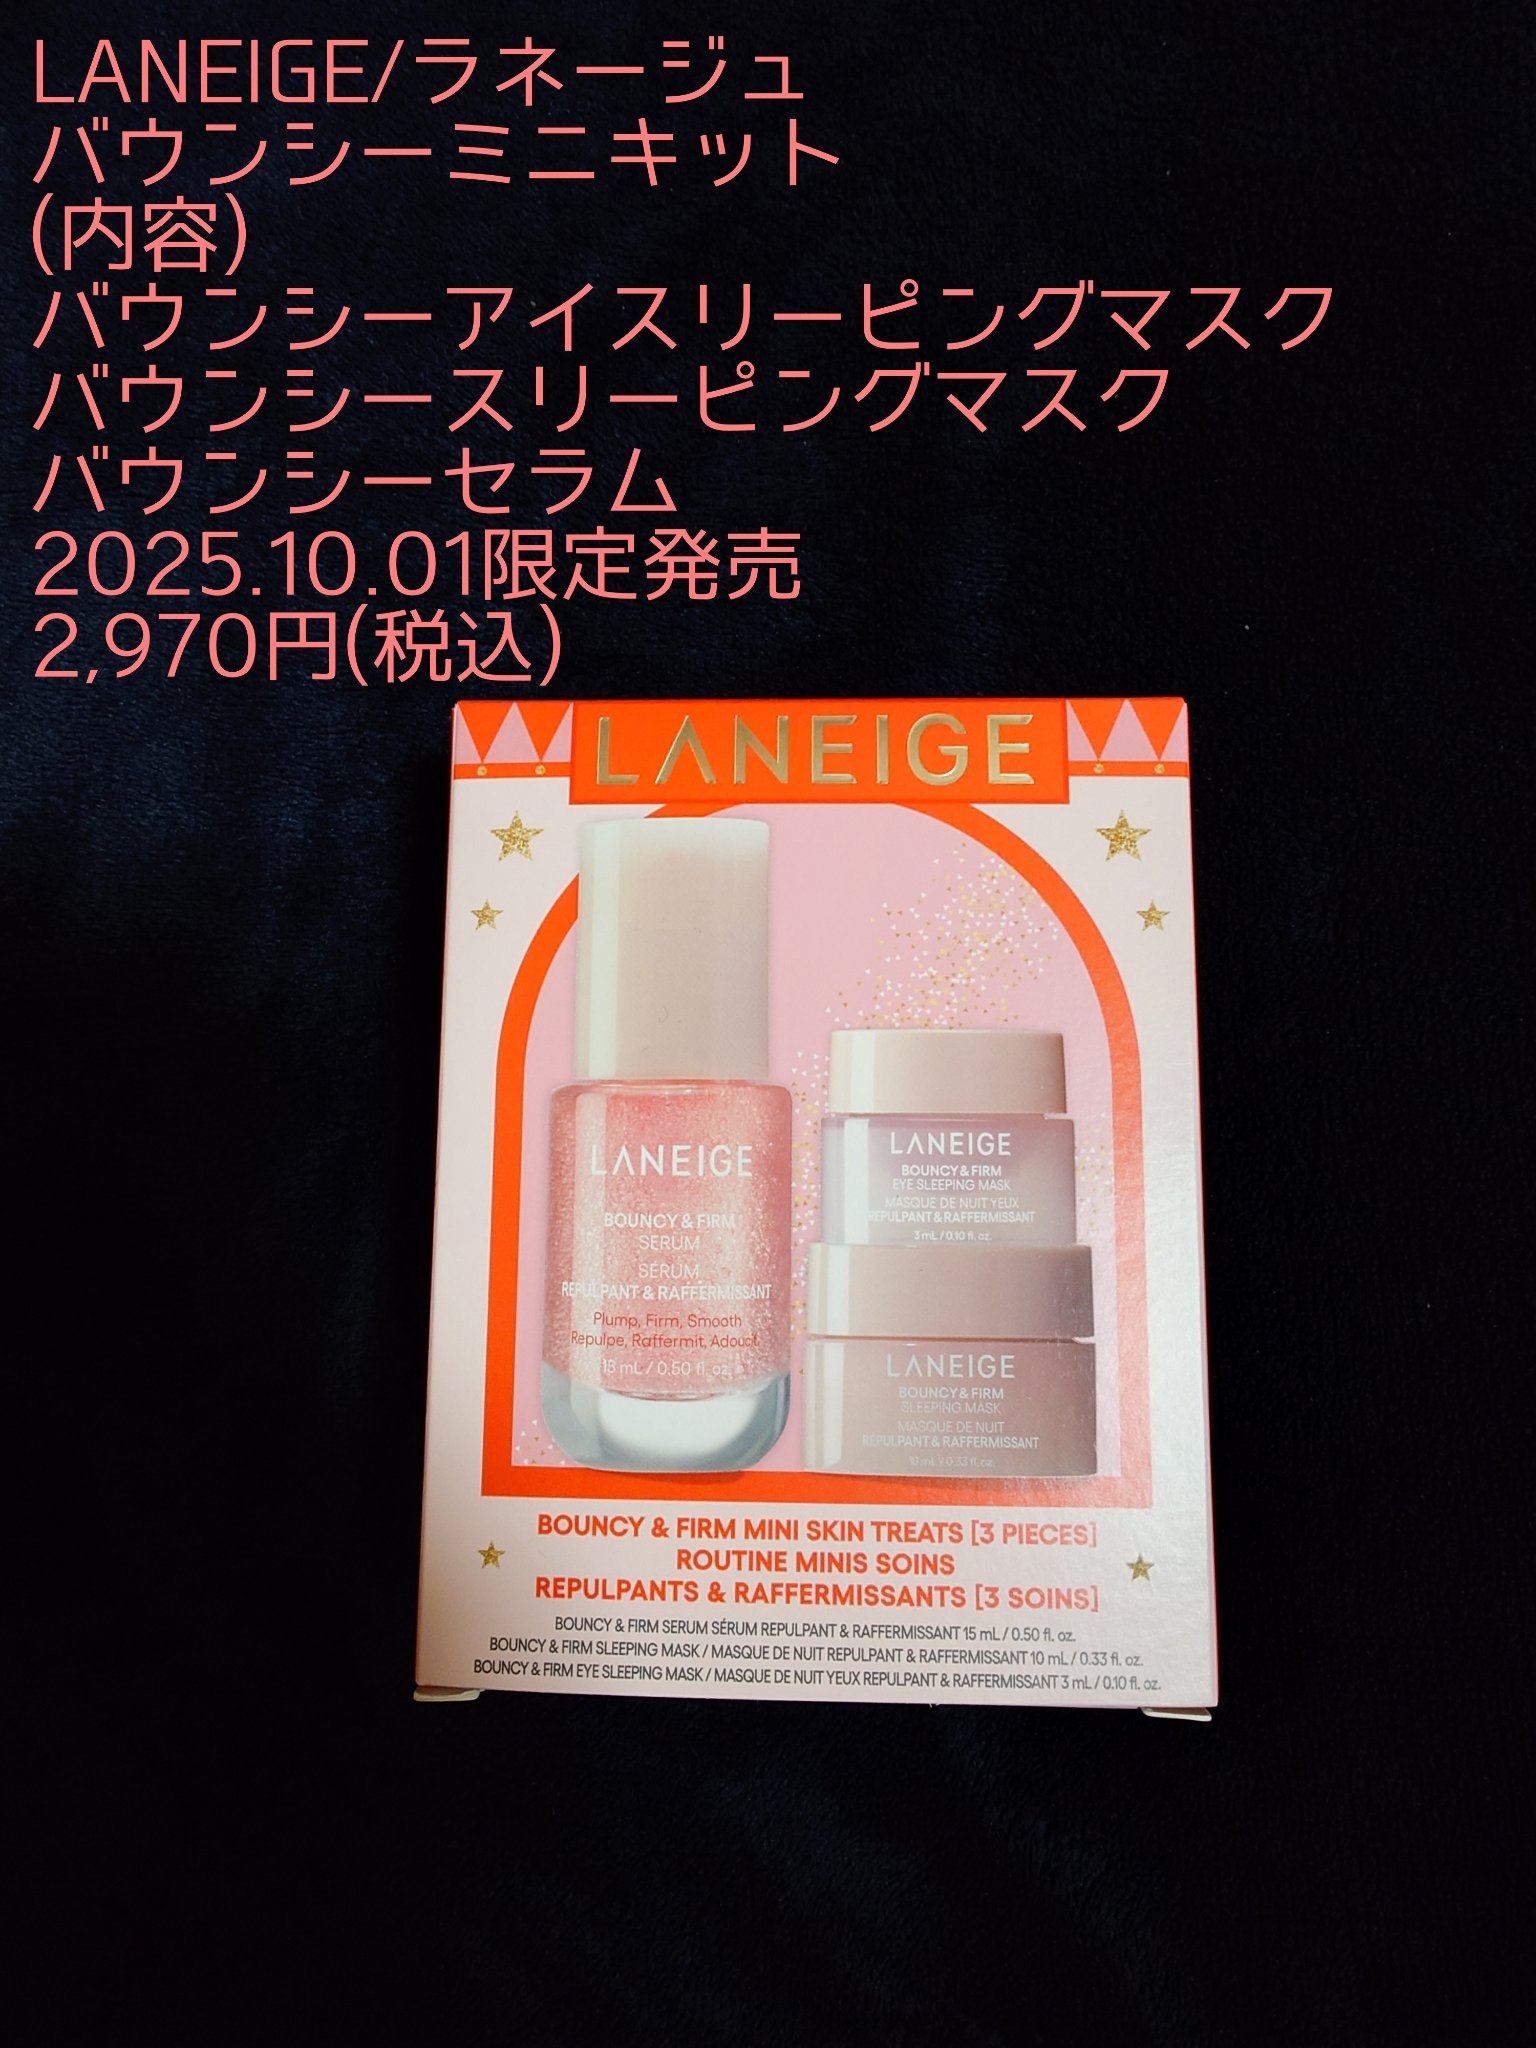 LANEIGE/ラネージュ
バウンシーミニキット
(内容)
バウンシーアイスリーピングマスク
バウンシースリーピングマスク
バウンシーセラム
2025.10.01限定発売
2,970円(税込)
LANEIGE
LANEIGE
BOUNCY & FIRM
SERUM
SÉRUM
REPULPANT & RAFFERMISSANT
Plump, Firm, Smooth
Repulpe, Raffermit, Adoucit
mL / 0.50 fl. oz.
LANEIGE
BOUNCY & FIRM
EYE SLEEPING MASK
MASQUE DE NUIT YEUX
REPULPANT & RAFFERMISSANT
3 mL / 0.10 fl. oz.
LANEIGE
BOUNCY & FIRM
SLEEPING MASK
MASQUE DE NUIT
REPULPANT & RAFFERMISSANT
10 mL / 0.33 fl. oz.
BOUNCY & FIRM MINI SKIN TREATS [3 PIECES]
ROUTINE MINIS SOINS
REPULPANTS & RAFFERMISSANTS [3 SOINS]
BOUNCY & FIRM SERUM SÉRUM REPULPANT & RAFFERMISSANT 15 mL / 0.50 fl. oz.
BOUNCY & FIRM SLEEPING MASK / MASQUE DE NUIT REPULPANT & RAFFERMISSANT 10 mL / 0.33 fl. oz.
BOUNCY & FIRM EYE SLEEPING MASK / MASQUE DE NUIT YEUX REPULPANT & RAFFERMISSANT 3 mL / 0.10 fl. oz.